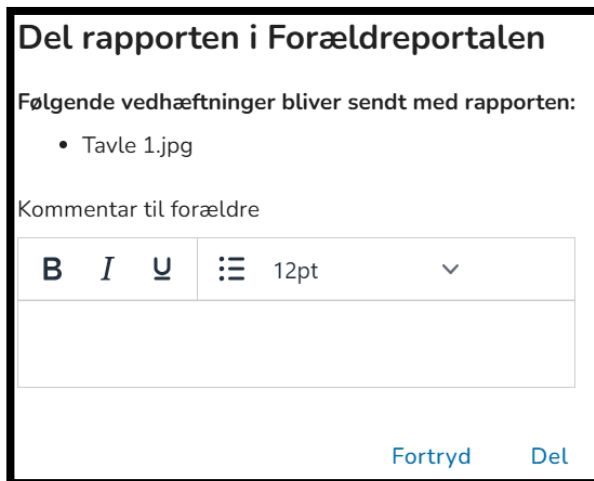 Del rapporten i Forældreportalen
Følgende vedhæftninger bliver sendt med rapporten:
• Tavle 1.jpg
Kommentar til forældre
B I U 12pt
Fortryd Del